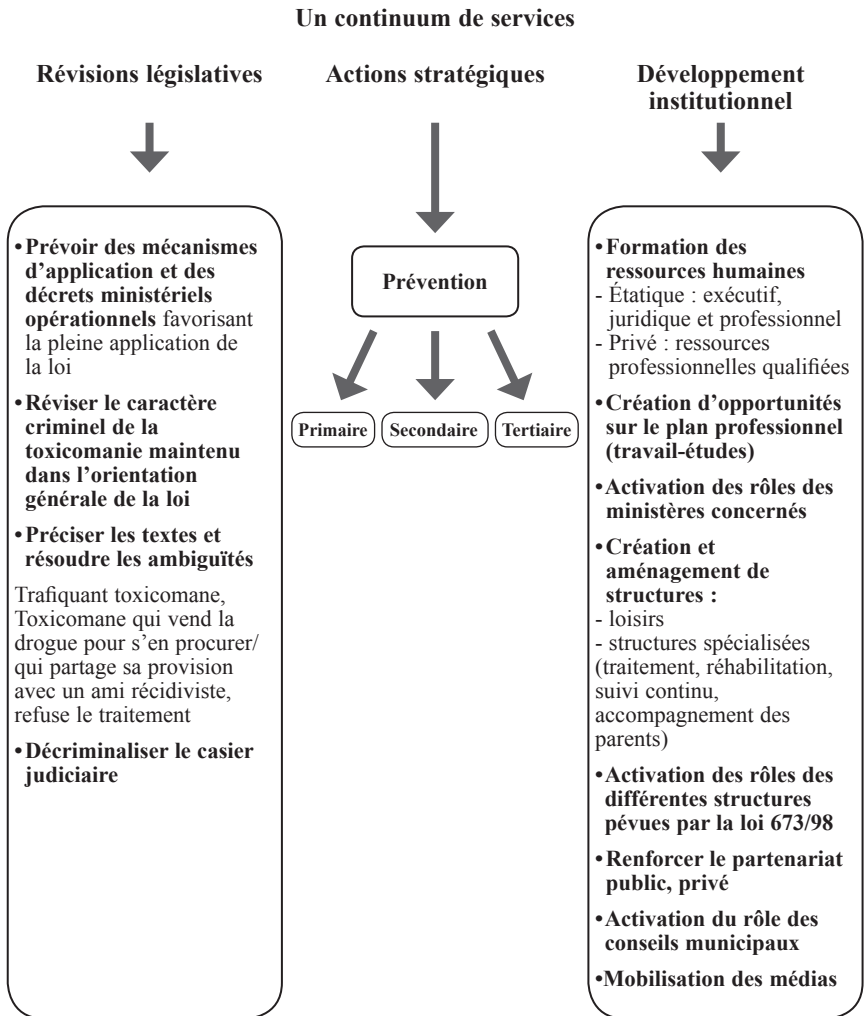 Un continuum de services
Révisions législatives
Actions stratégiques
Développement
institutionnel
•Prévoir des mécanismes
d’application et des
décrets ministériels
opérationnels favorisant
la pleine application de
la loi
•Réviser le caractère
criminel de la
toxicomanie maintenu
dans l’orientation
générale de la loi
•Préciser les textes et
résoudre les ambiguïtés
Trafiquant toxicomane,
Toxicomane qui vend la
drogue pour s’en procurer/
qui partage sa provision
avec un ami récidiviste,
refuse le traitement
•Décriminaliser le casier
judiciaire
Prévention
Primaire
Secondaire
Tertiaire
•Formation des
ressources humaines
- Étatique : exécutif,
juridique et professionnel
- Privé : ressources
professionnelles qualifiées
•Création d’opportunités
sur le plan professionnel
(travail-études)
•Activation des rôles des
ministères concernés
•Création et
aménagement de
structures :
- loisirs
- structures spécialisées
(traitement, réhabilitation,
suivi continu,
accompagnement des
parents)
•Activation des rôles des
différentes structures
pévues par la loi 673/98
•Renforcer le partenariat
public, privé
•Activation du rôle des
conseils municipaux
•Mobilisation des médias